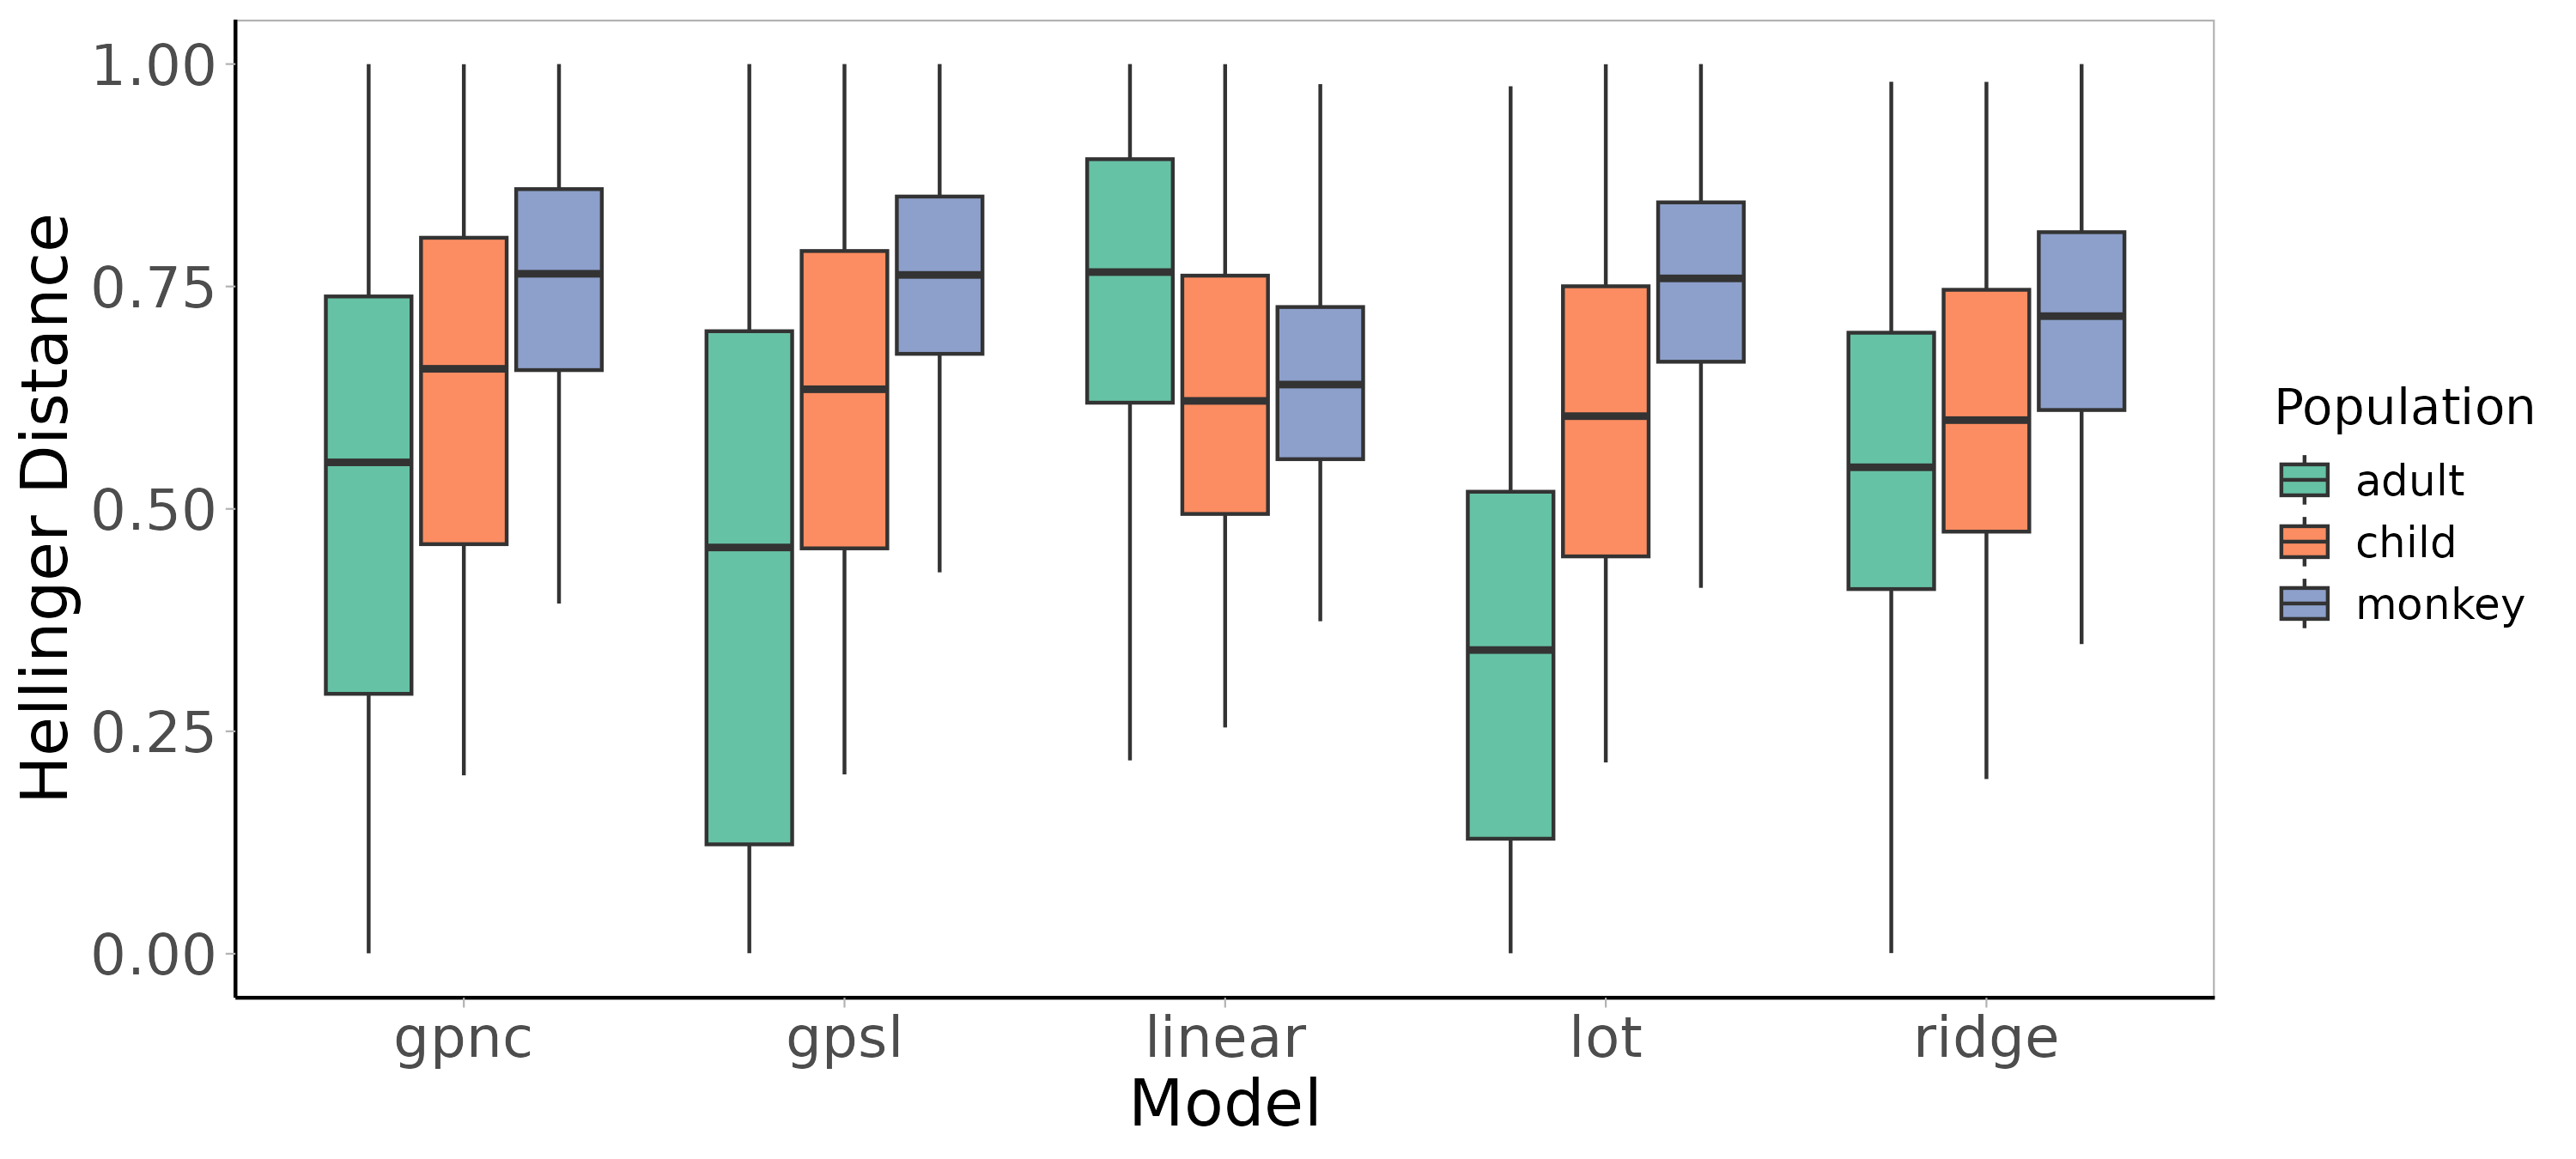 Hellinger Distance
1.00
0.75
0.50
0.25
0.00
gpnc gpsl linear lot ridge
Model
Population
adult
child
monkey